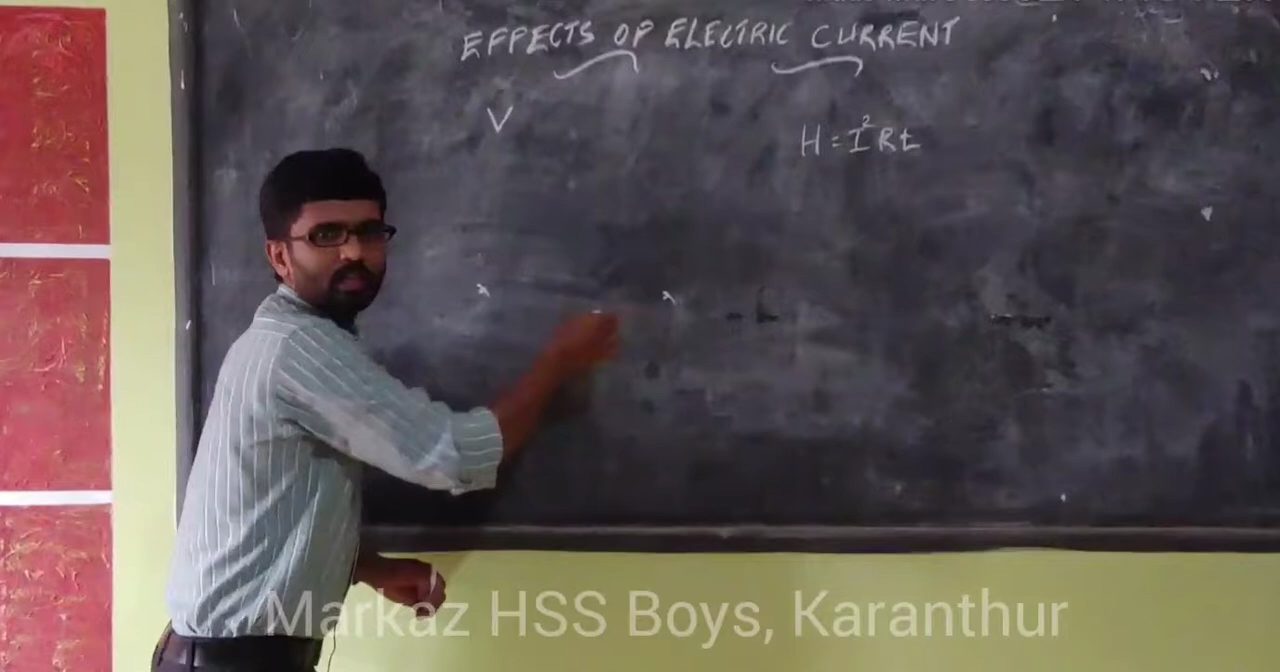 EFFECTS OF ELECTRIC CURRENT
V
H = I²Rt
Markaz HSS Boys, Karanthur